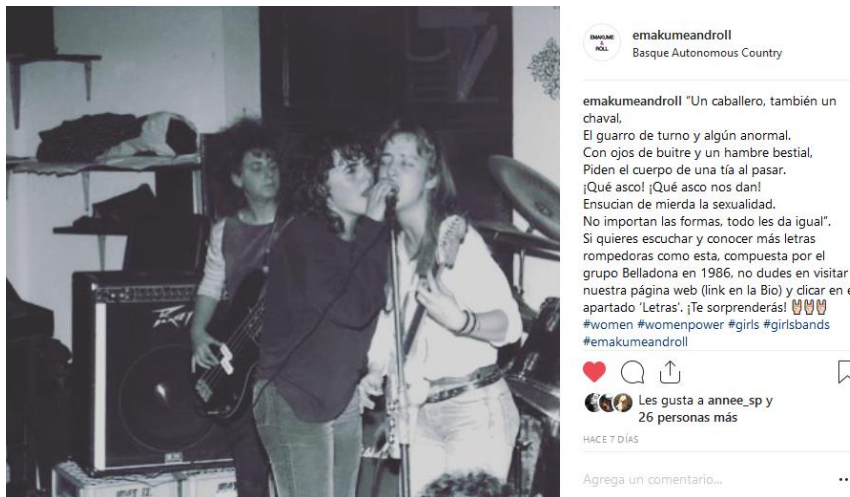 EMAKUME
&
ROLL
emakumeandroll
Basque Autonomous Country
emakumeandroll "Un caballero, también un
chaval,
El guarro de turno y algún anormal.
Con ojos de buitre y un hambre bestial,
Piden el cuerpo de una tía al pasar.
¡Qué asco! ¡Qué asco nos dan!
Ensucian de mierda la sexualidad.
No importan las formas, todo les da igual".
Si quieres escuchar y conocer más letras
rompedoras como esta, compuesta por el
grupo Belladona en 1986, no dudes en visitar
nuestra página web (link en la Bio) y clicar en e
apartado 'Letras'. ¡Te sorprenderás! 🤘🤘🤘
#women #womenpower #girls #girlsbands
#emakumeandroll
Les gusta a annee_sp y
26 personas más
HACE 7 DÍAS
Agrega un comentario...
PEAVEY